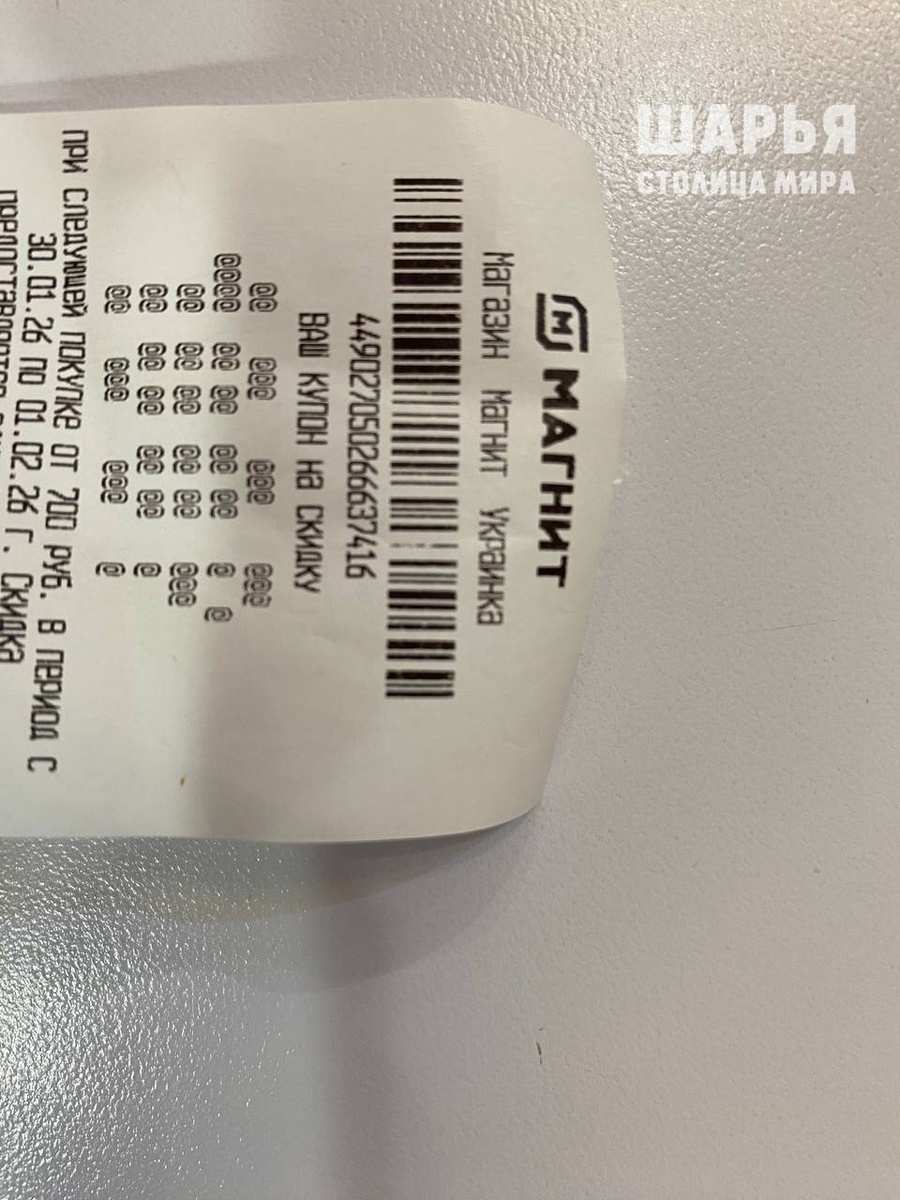 ШАРЬЯ
СТОЛИЦА МИРА
МАГНИТ
Магазин Магнит Украинка
44902705026637416
ВАШ КУПОН НА СКИДКУ
@@ @@@ @@@ @@@
@@@@ @@ @@ @@ @@ @ @
@@ @@ @@ @@ @@ @@@
@@ @@ @@ @@ @@ @
@@ @@@ @@@ @
При следующей покупке от 700 руб. в период с
30.01.26 по 01.02.26 г. Скидка